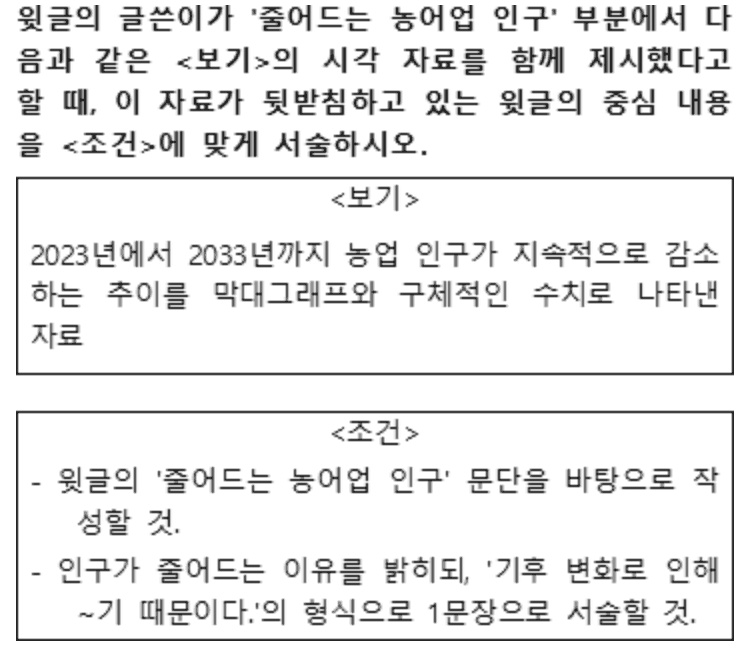 윗글의 글쓴이가 '줄어드는 농어업 인구' 부분에서 다
음과 같은 <보기>의 시각 자료를 함께 제시했다고
할 때, 이 자료가 뒷받침하고 있는 윗글의 중심 내용
을 <조건>에 맞게 서술하시오.
<보기>
2023년에서 2033년까지 농업 인구가 지속적으로 감소
하는 추이를 막대그래프와 구체적인 수치로 나타낸
자료
<조건>
- 윗글의 '줄어드는 농어업 인구' 문단을 바탕으로 작
성할 것.
- 인구가 줄어드는 이유를 밝히되, '기후 변화로 인해
~기 때문이다.'의 형식으로 1문장으로 서술할 것.